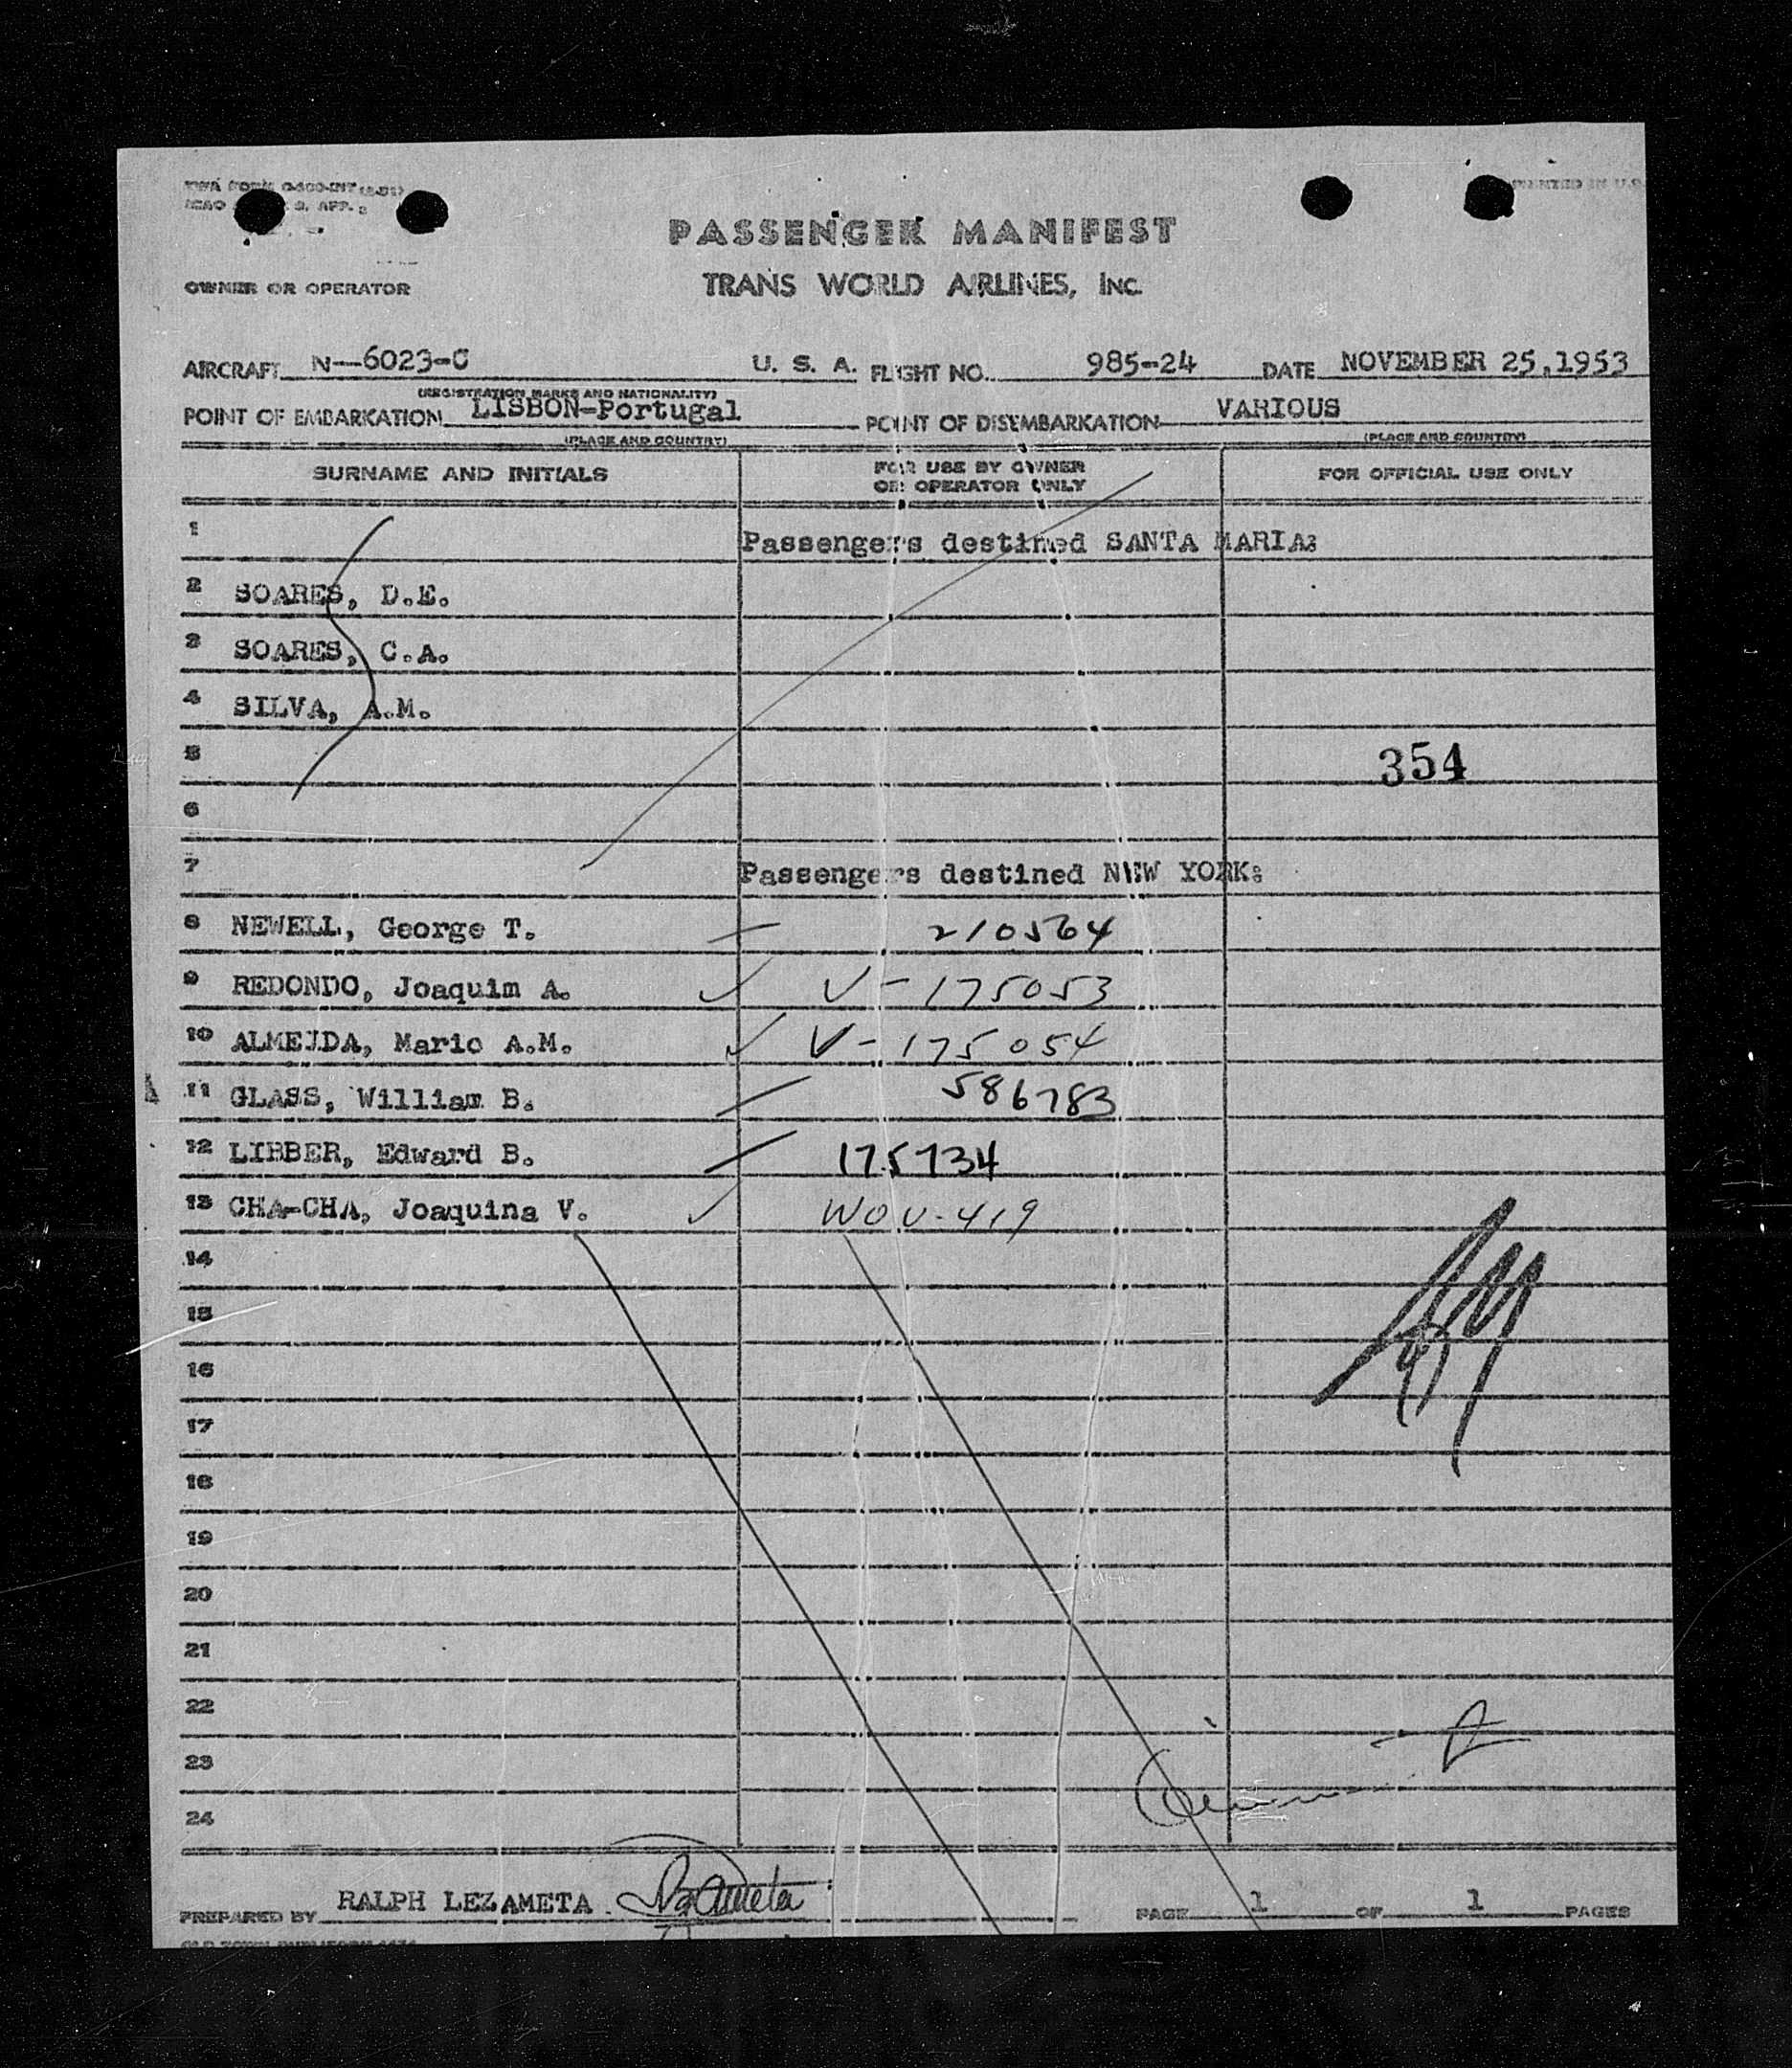 TWA FORM
PRINTED IN U.S.
PASSENGER MANIFEST
OWNER OR OPERATOR
TRANS WORLD AIRLINES, INC.
AIRCRAFT N-6023-C U. S. A. FLIGHT NO. 985-24 DATE NOVEMBER 25,1953
(REGISTRATION MARKS AND NATIONALITY)
POINT OF EMBARKATION LISBON-Portugal POINT OF DISEMBARKATION VARIOUS
(PLACE AND COUNTRY) (PLACE AND COUNTRY)
SURNAME AND INITIALS FOR USE BY OWNER OR OPERATOR ONLY FOR OFFICIAL USE ONLY
1 Passengers destined SANTA MARIA:
2 SOARES, D.E.
3 SOARES, C.A.
4 SILVA, A.M.
5 354
6
7 Passengers destined NEW YORK:
8 NEWELL, George T. 210564
9 REDONDO, Joaquim A. V-175053
10 ALMEIDA, Mario A.M. V-175054
11 GLASS, William B. 586783
12 LIBBER, Edward B. 175734
13 CHA-CHA, Joaquina V. WOU-419
14
15
16
17
18
19
20
21
22
23
24
PREPARED BY RALPH LEZAMETA PAGE 1 OF 1 PAGES